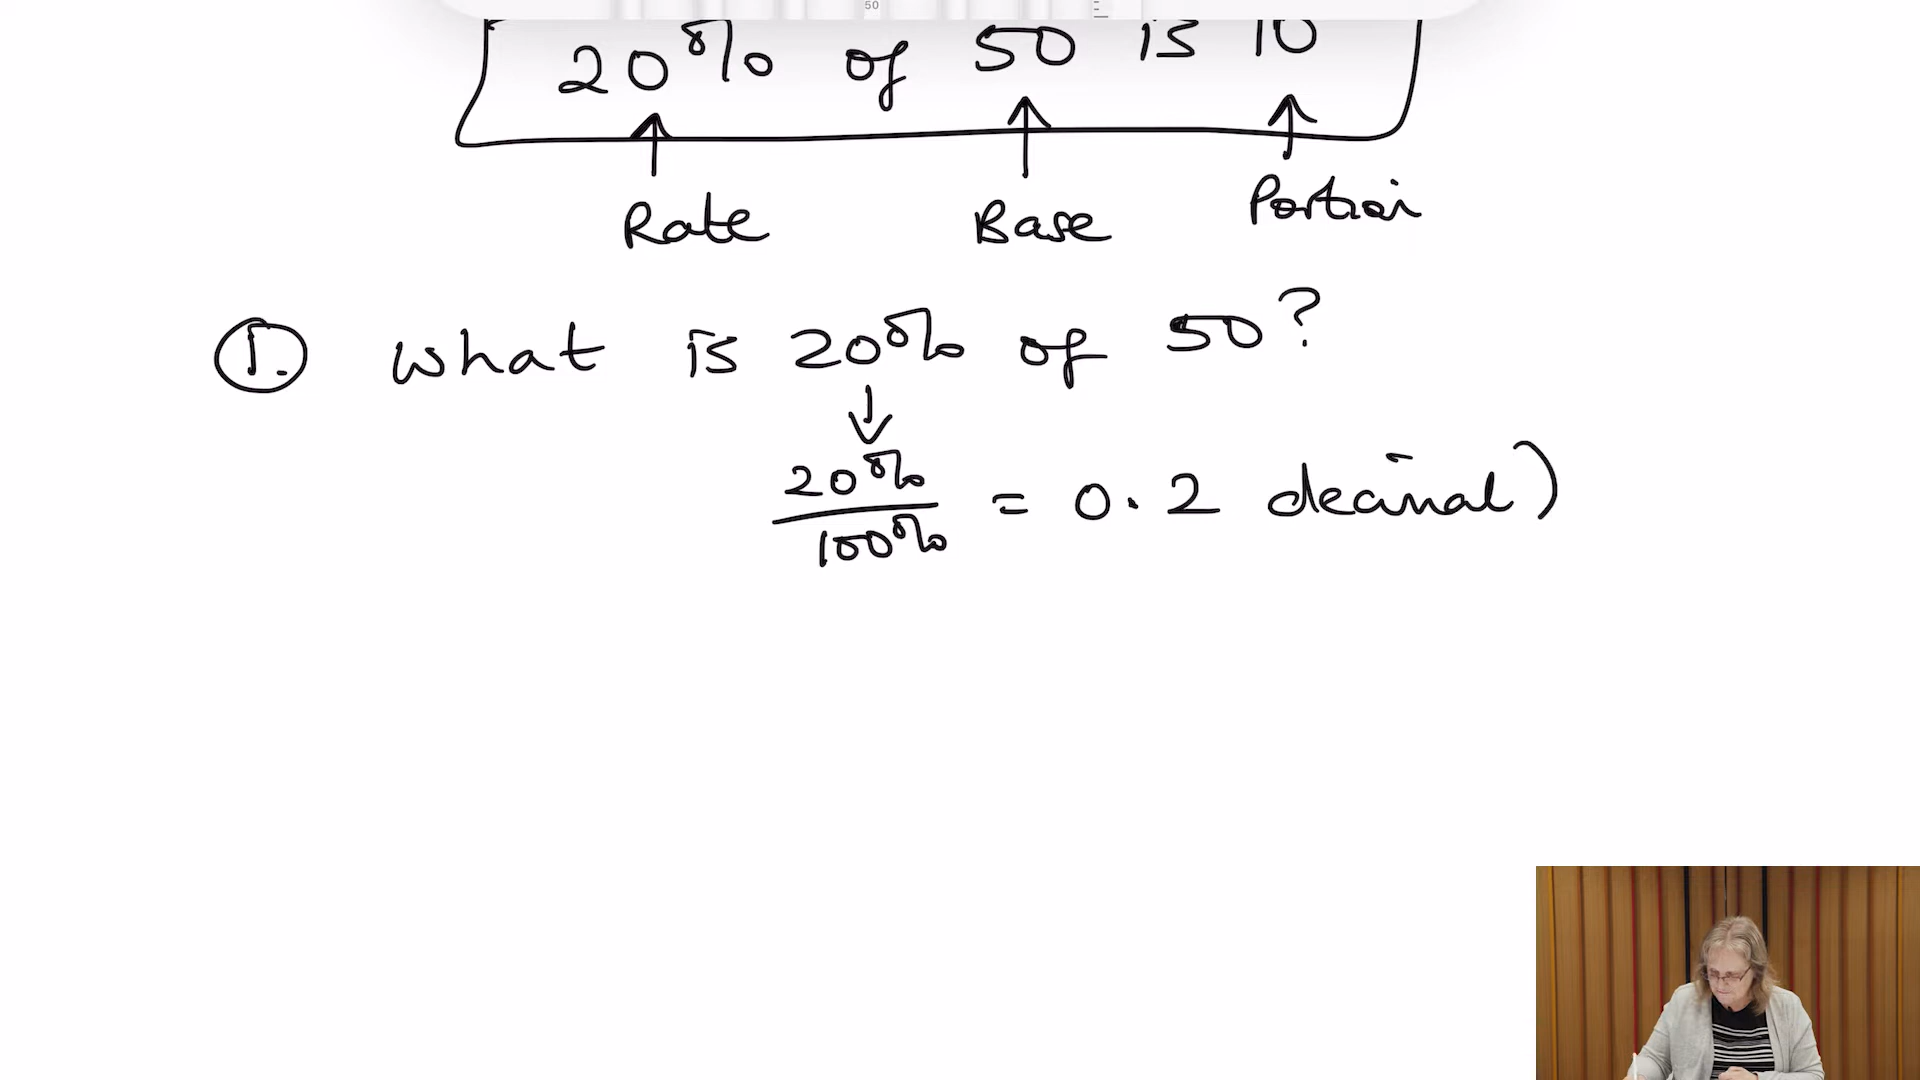 50
20% of 50 is 10
Rate Base Portion
1. what is 20% of 50?
20%
100%
= 0.2 decimal)